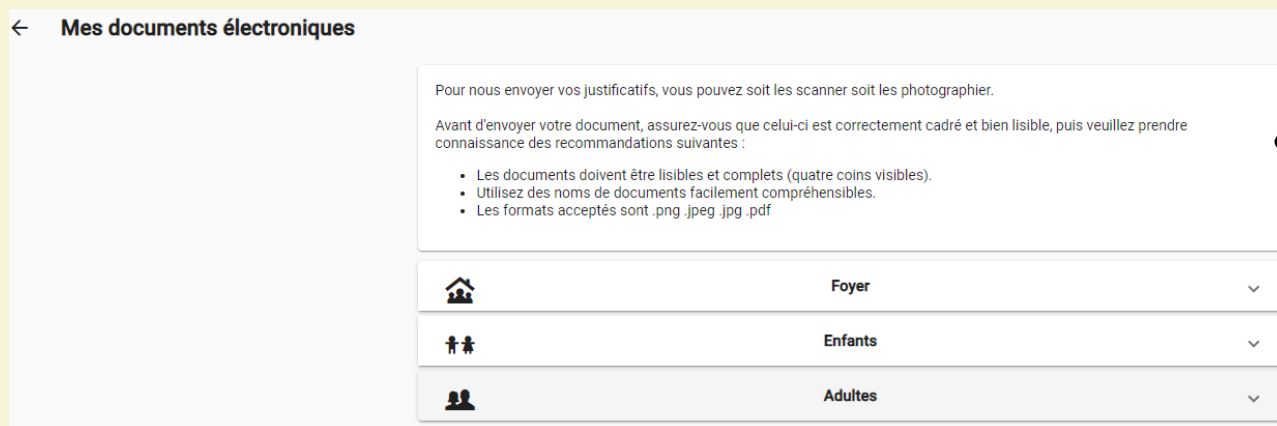 Mes documents électroniques
Pour nous envoyer vos justificatifs, vous pouvez soit les scanner soit les photographier.
Avant d'envoyer votre document, assurez-vous que celui-ci est correctement cadré et bien lisible, puis veuillez prendre
connaissance des recommandations suivantes :
• Les documents doivent être lisibles et complets (quatre coins visibles).
• Utilisez des noms de documents facilement compréhensibles.
• Les formats acceptés sont .png .jpeg .jpg .pdf
Foyer
Enfants
Adultes